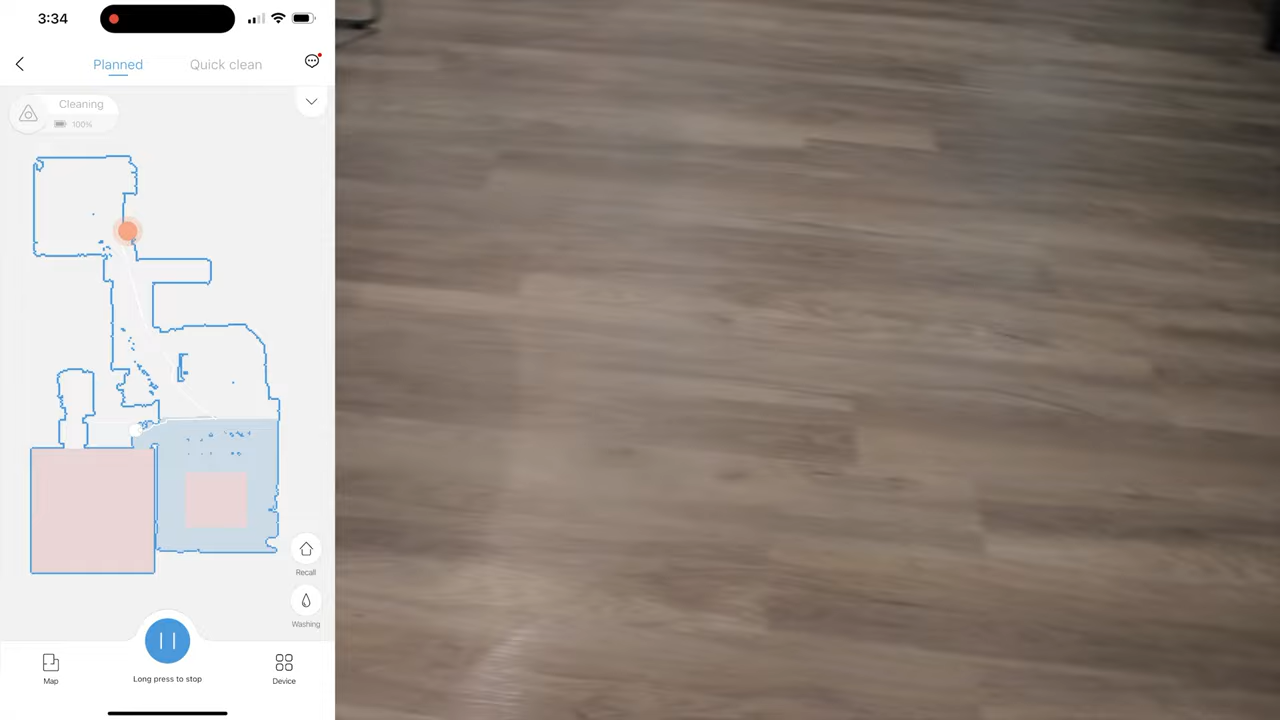 3:34
Planned
Quick clean
Cleaning
100%
Recall
Washing
Map
Long press to stop
Device